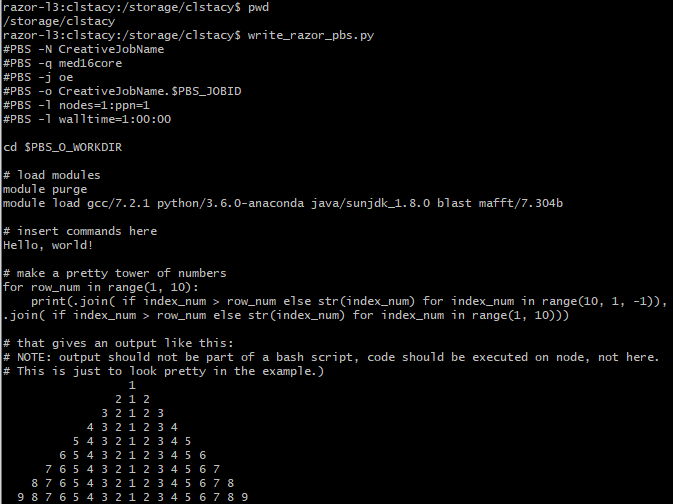 razor-l3:clstacy:/storage/clstacy$ pwd
/storage/clstacy
razor-l3:clstacy:/storage/clstacy$ write_razor_pbs.py
#PBS -N CreativeJobName
#PBS -q med16core
#PBS -j oe
#PBS -o CreativeJobName.$PBS_JOBID
#PBS -l nodes=1:ppn=1
#PBS -l walltime=1:00:00
cd $PBS_O_WORKDIR
# load modules
module purge
module load gcc/7.2.1 python/3.6.0-anaconda java/sunjdk_1.8.0 blast mafft/7.304b
# insert commands here
Hello, world!
# make a pretty tower of numbers
for row_num in range(1, 10):
    print(.join( if index_num > row_num else str(index_num) for index_num in range(10, 1, -1)),
.join( if index_num > row_num else str(index_num) for index_num in range(1, 10)))
# that gives an output like this:
# NOTE: output should not be part of a bash script, code should be executed on node, not here.
# This is just to look pretty in the example.)
                  1
                2 1 2
              3 2 1 2 3
            4 3 2 1 2 3 4
          5 4 3 2 1 2 3 4 5
        6 5 4 3 2 1 2 3 4 5 6
      7 6 5 4 3 2 1 2 3 4 5 6 7
    8 7 6 5 4 3 2 1 2 3 4 5 6 7 8
  9 8 7 6 5 4 3 2 1 2 3 4 5 6 7 8 9